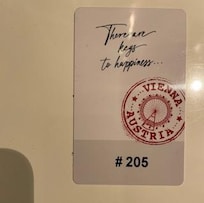 There are
keys
to happiness...
VIENNA
AUSTRIA
# 205